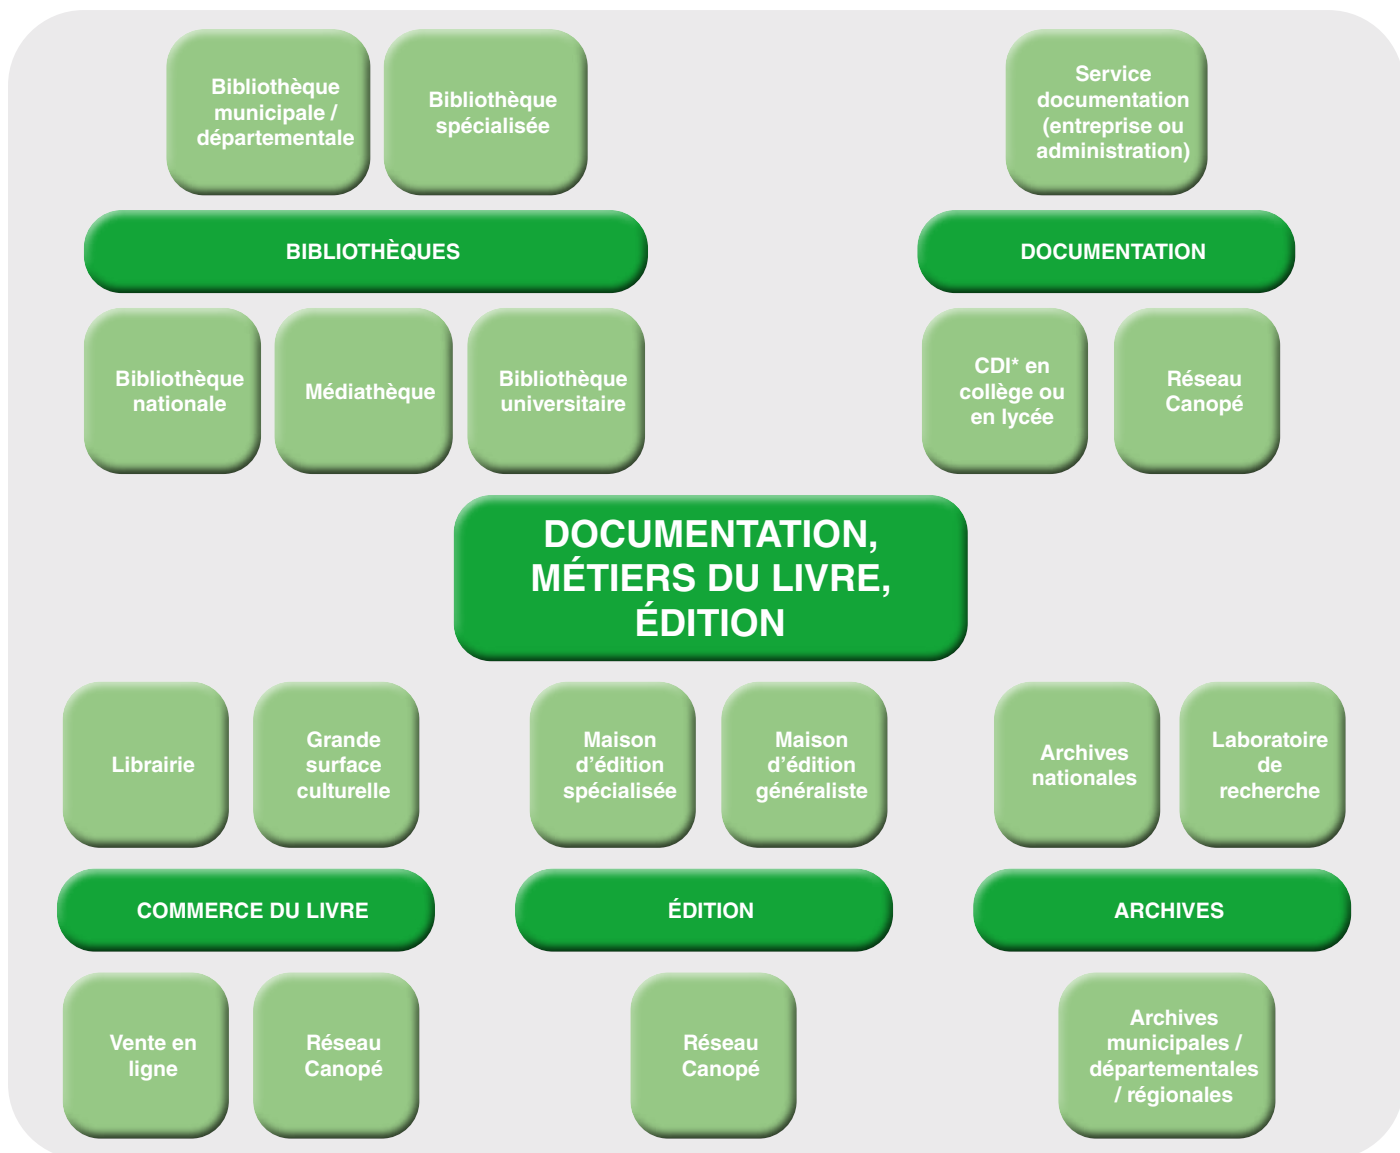 Bibliothèque
municipale /
départementale
Bibliothèque
spécialisée
Service
documentation
(entreprise ou
administration)
BIBLIOTHÈQUES
DOCUMENTATION
Bibliothèque
nationale
Médiathèque
Bibliothèque
universitaire
CDI* en
collège ou
en lycée
Réseau
Canopé
DOCUMENTATION,
MÉTIERS DU LIVRE,
ÉDITION
Librairie
Grande
surface
culturelle
Maison
d’édition
spécialisée
Maison
d’édition
généraliste
Archives
nationales
Laboratoire
de
recherche
COMMERCE DU LIVRE
ÉDITION
ARCHIVES
Vente en
ligne
Réseau
Canopé
Réseau
Canopé
Archives
municipales /
départementales
/ régionales